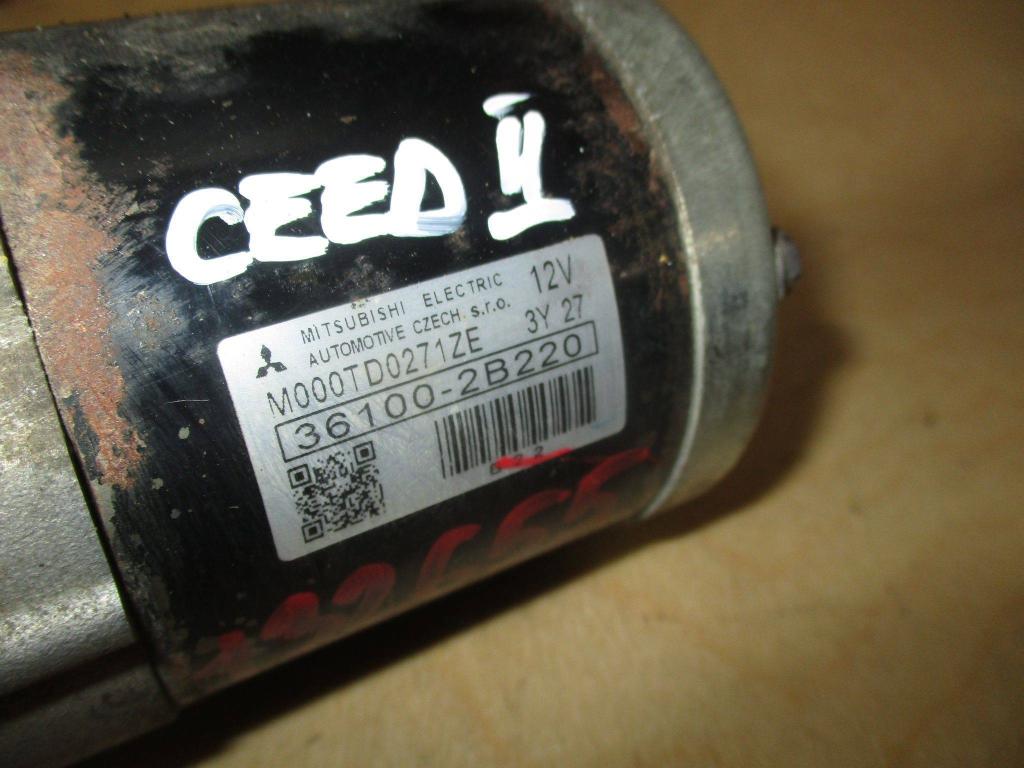 CEED II
MITSUBISHI ELECTRIC 12V
AUTOMOTIVE CZECH s.r.o.
M000TD0271ZE 3Y 27
36100-2B220